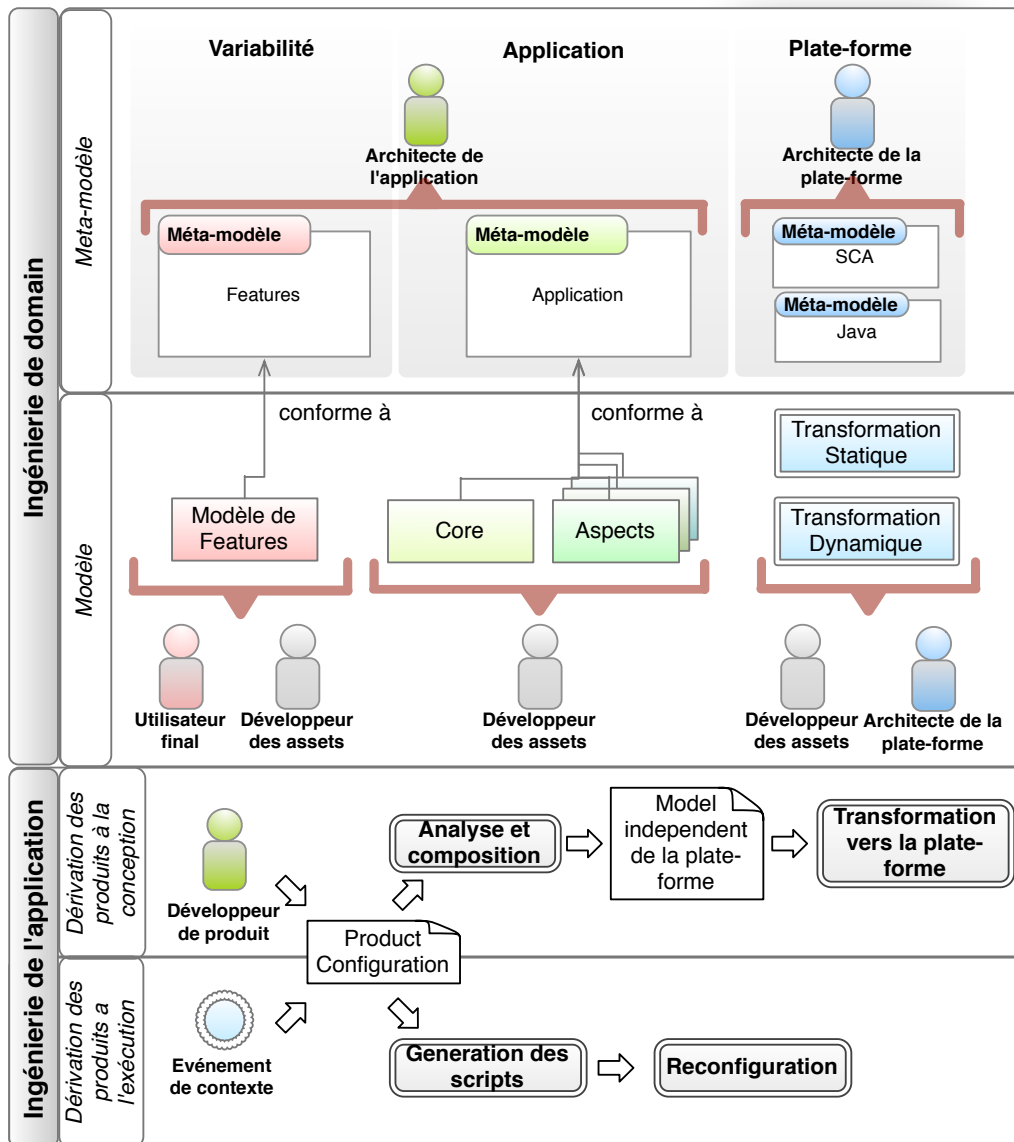 Variabilité
Application
Plate-forme
Architecte de
l'application
Architecte de la
plate-forme
Méta-modèle
Features
Méta-modèle
Application
Méta-modèle
SCA
Méta-modèle
Java
Meta-modèle
Ingénierie de domain
conforme à
conforme à
Transformation
Statique
Modèle de
Features
Core
Aspects
Transformation
Dynamique
Modèle
Utilisateur
final
Développeur
des assets
Développeur
des assets
Développeur
des assets
Architecte de la
plate-forme
Ingénierie de l'application
Dérivation des
produits à la
conception
Développeur
de produit
Analyse et
composition
Model
independent
de la plate-
forme
Transformation
vers la plate-
forme
Product
Configuration
Dérivation des
produits a
l'exécution
Evénement
de contexte
Generation des
scripts
Reconfiguration